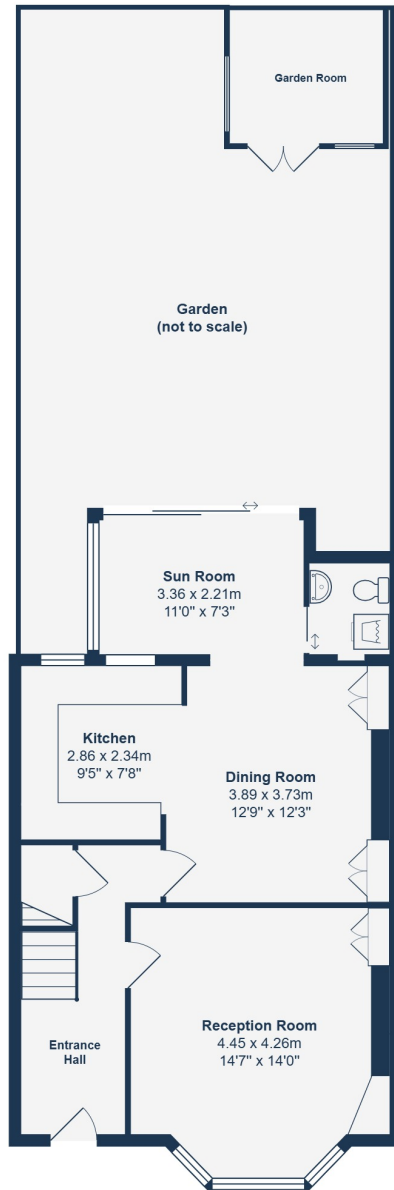 Garden Room
Garden
(not to scale)
Sun Room
3.36 x 2.21m
11'0" x 7'3"
Kitchen
2.86 x 2.34m
9'5" x 7'8"
Dining Room
3.89 x 3.73m
12'9" x 12'3"
Reception Room
4.45 x 4.26m
14'7" x 14'0"
Entrance
Hall